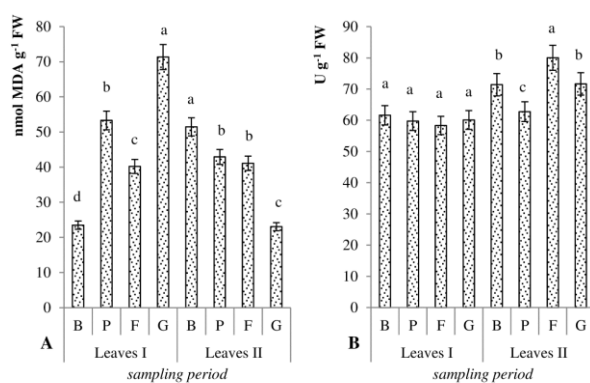 nmol MDA g-1 FW
80
70
60
50
40
30
20
10
0
d
b
c
a
a
b
b
c
B P F G B P F G
Leaves I Leaves II
A
sampling period
U g-1 FW
90
80
70
60
50
40
30
20
10
0
a
a
a
a
b
c
a
b
B P F G B P F G
Leaves I Leaves II
B
sampling period